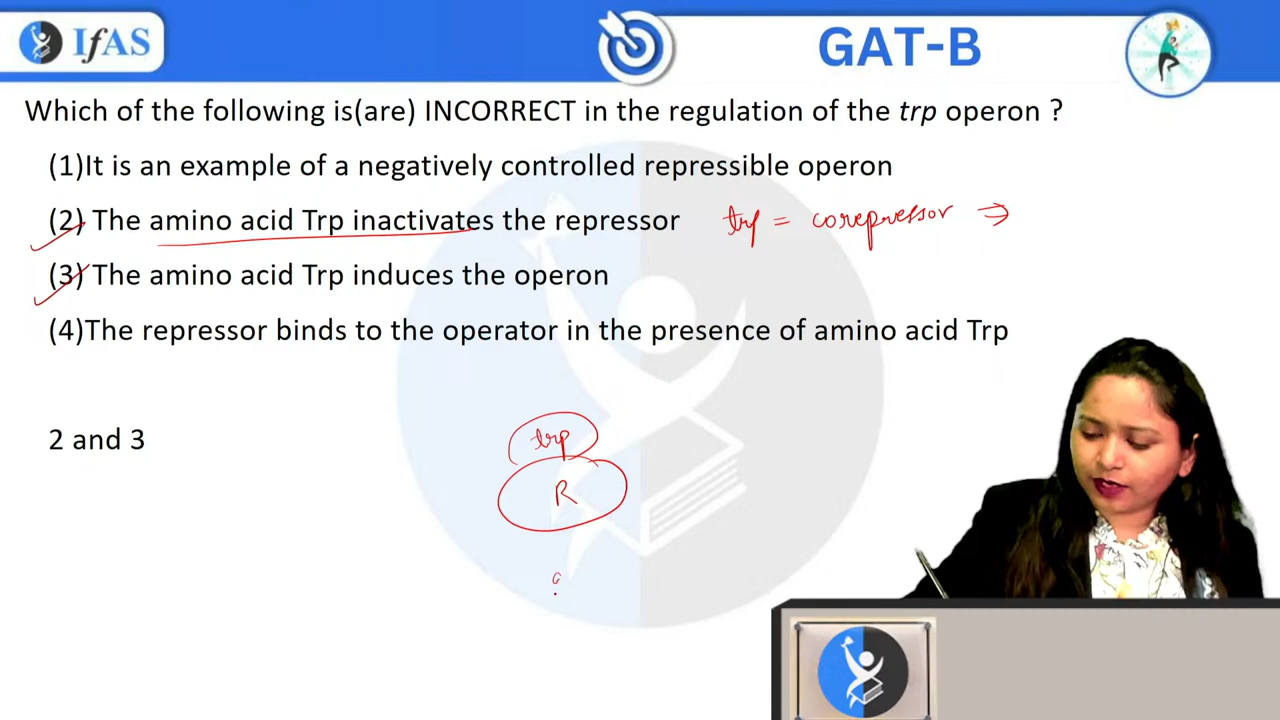 IfAS
GAT-B
Which of the following is(are) INCORRECT in the regulation of the trp operon ?
(1)It is an example of a negatively controlled repressible operon
(2) The amino acid Trp inactivates the repressor trp = corepressor ⇒
(3) The amino acid Trp induces the operon
(4)The repressor binds to the operator in the presence of amino acid Trp
2 and 3
trp
R